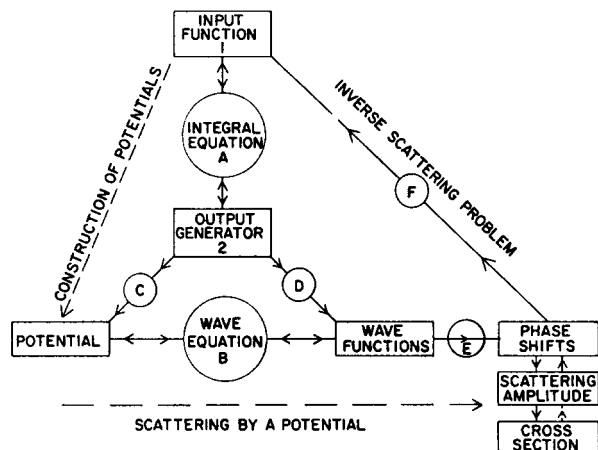 INPUT
FUNCTION
1
INTEGRAL
EQUATION
A
OUTPUT
GENERATOR
2
CONSTRUCTION OF POTENTIALS
INVERSE SCATTERING PROBLEM
F
C
D
POTENTIAL
WAVE
EQUATION
B
WAVE
FUNCTIONS
E
PHASE
SHIFTS
SCATTERING
AMPLITUDE
CROSS
SECTION
SCATTERING BY A POTENTIAL